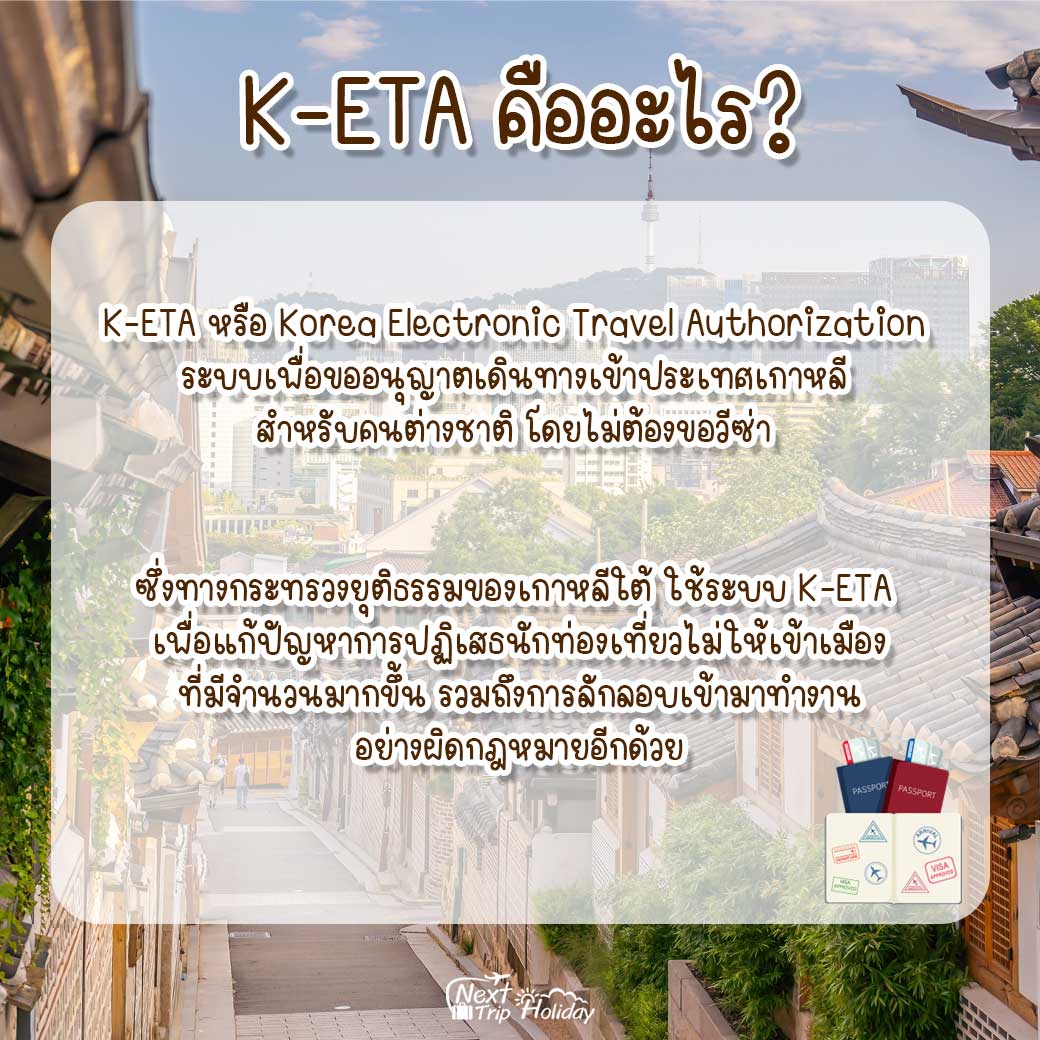 K-ETA คืออะไร?
K-ETA หรือ Korea Electronic Travel Authorization
ระบบเพื่อขออนุญาตเดินทางเข้าประเทศเกาหลี
สำหรับคนต่างชาติ โดยไม่ต้องขอวีซ่า
ซึ่งทางกระทรวงยุติธรรมของเกาหลีใต้ ใช้ระบบ K-ETA
เพื่อแก้ปัญหาการปฏิเสธนักท่องเที่ยวไม่ให้เข้าเมือง
ที่มีจำนวนมากขึ้น รวมถึงการลักลอบเข้ามาทำงาน
อย่างผิดกฎหมายอีกด้วย
PASSPORT
PASSPORT
ARRIVAL
VISA
APPROVED
VISA
APPROVED
Next
Trip Holiday